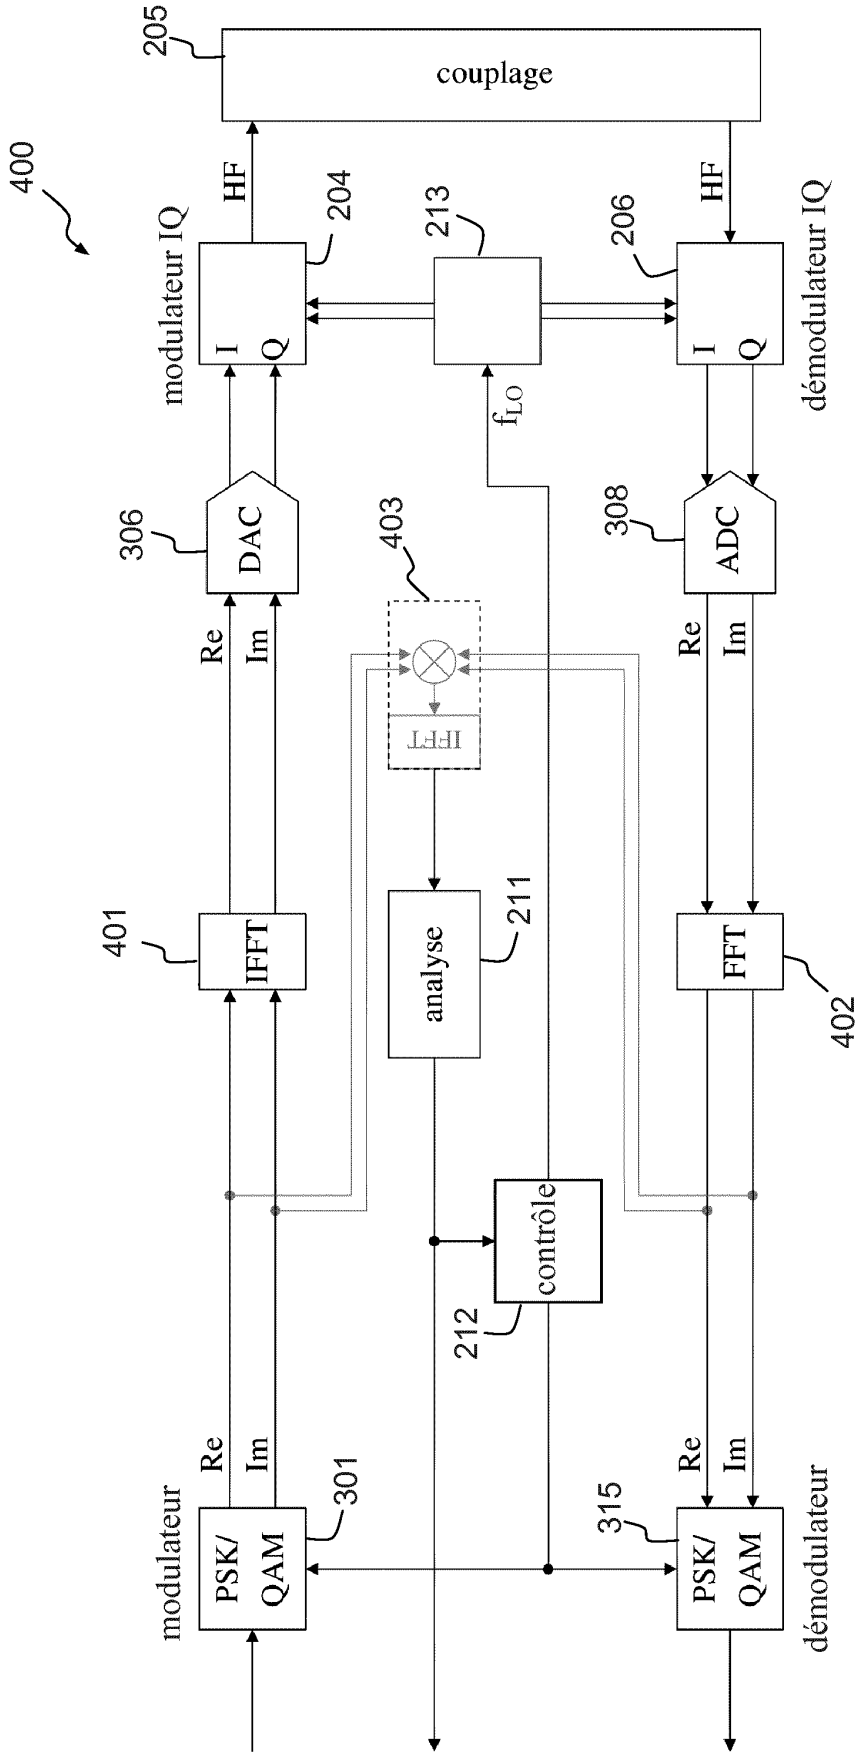 400
modulateur
PSK/
QAM
301
Re
Im
401
IFFT
Re
Im
306
DAC
modulateur IQ
I
Q
204
HF
205
couplage
212
contrôle
analyse
211
IFFT
403
f_LO
213
démodulateur
PSK/
QAM
315
Re
Im
FFT
402
Re
Im
308
ADC
démodulateur IQ
I
Q
206
HF